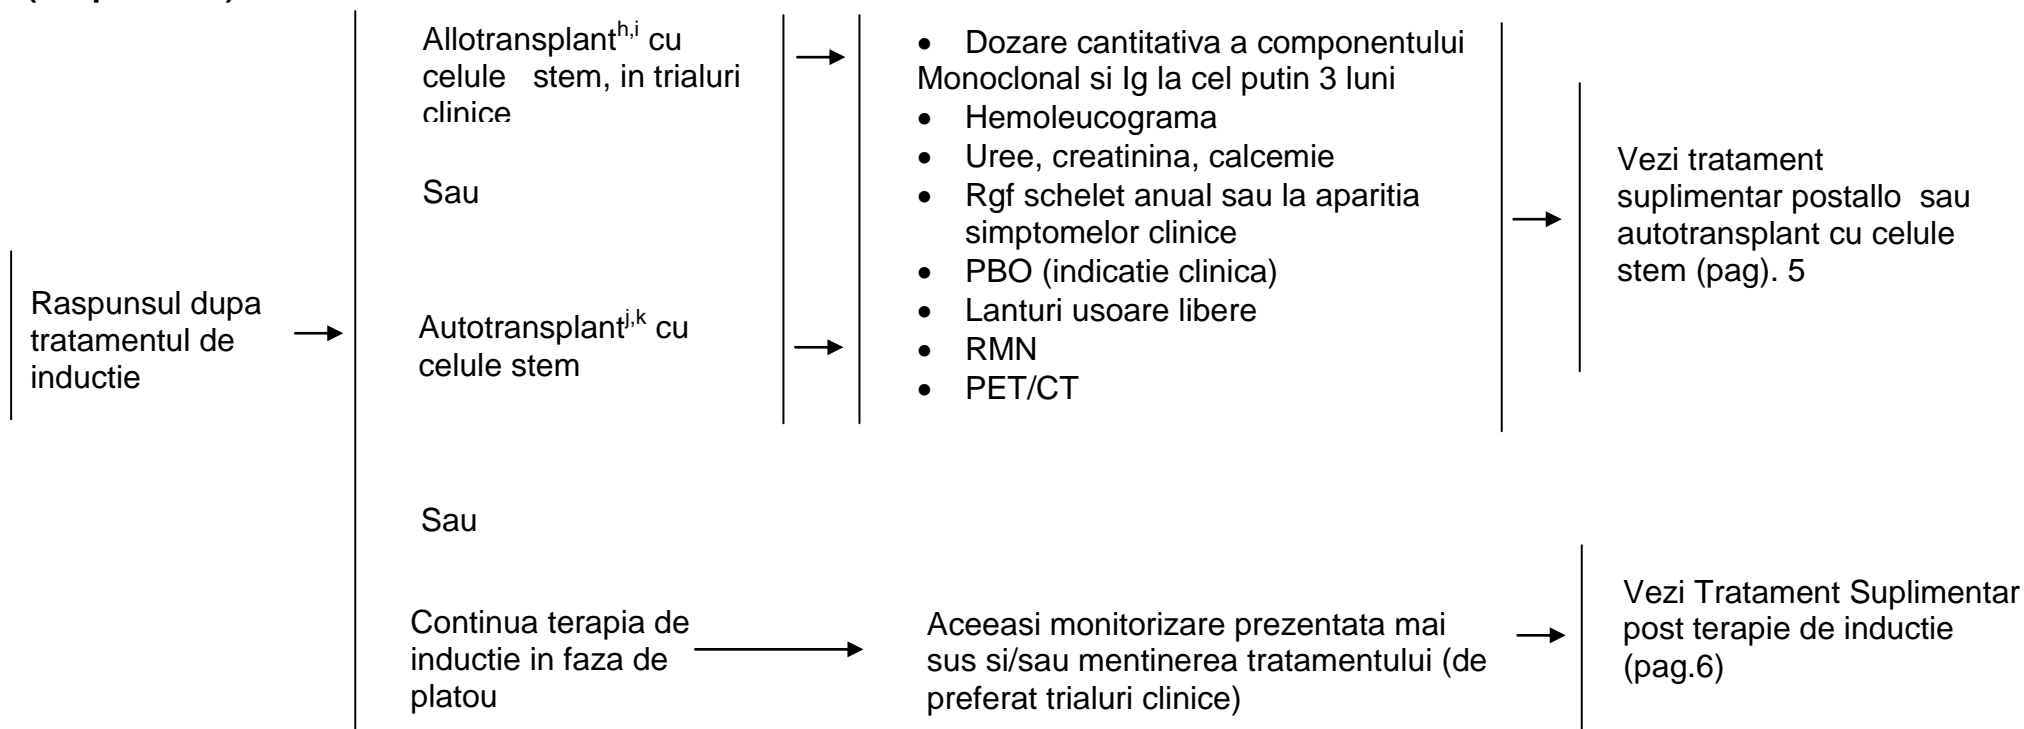 Raspunsul dupa
tratamentul de
inductie
Allotransplant^h,i cu
celule stem, in trialuri
clinice
Sau
Autotransplant^j,k cu
celule stem
Sau
Continua terapia de
inductie in faza de
platou
• Dozare cantitativa a componentului
Monoclonal si Ig la cel putin 3 luni
• Hemoleucograma
• Uree, creatinina, calcemie
• Rgf schelet anual sau la aparitia
simptomelor clinice
• PBO (indicatie clinica)
• Lanturi usoare libere
• RMN
• PET/CT
Aceeasi monitorizare prezentata mai
sus si/sau mentinerea tratamentului (de
preferat trialuri clinice)
Vezi tratament
suplimentar postallo sau
autotransplant cu celule
stem (pag). 5
Vezi Tratament Suplimentar
post terapie de inductie
(pag.6)